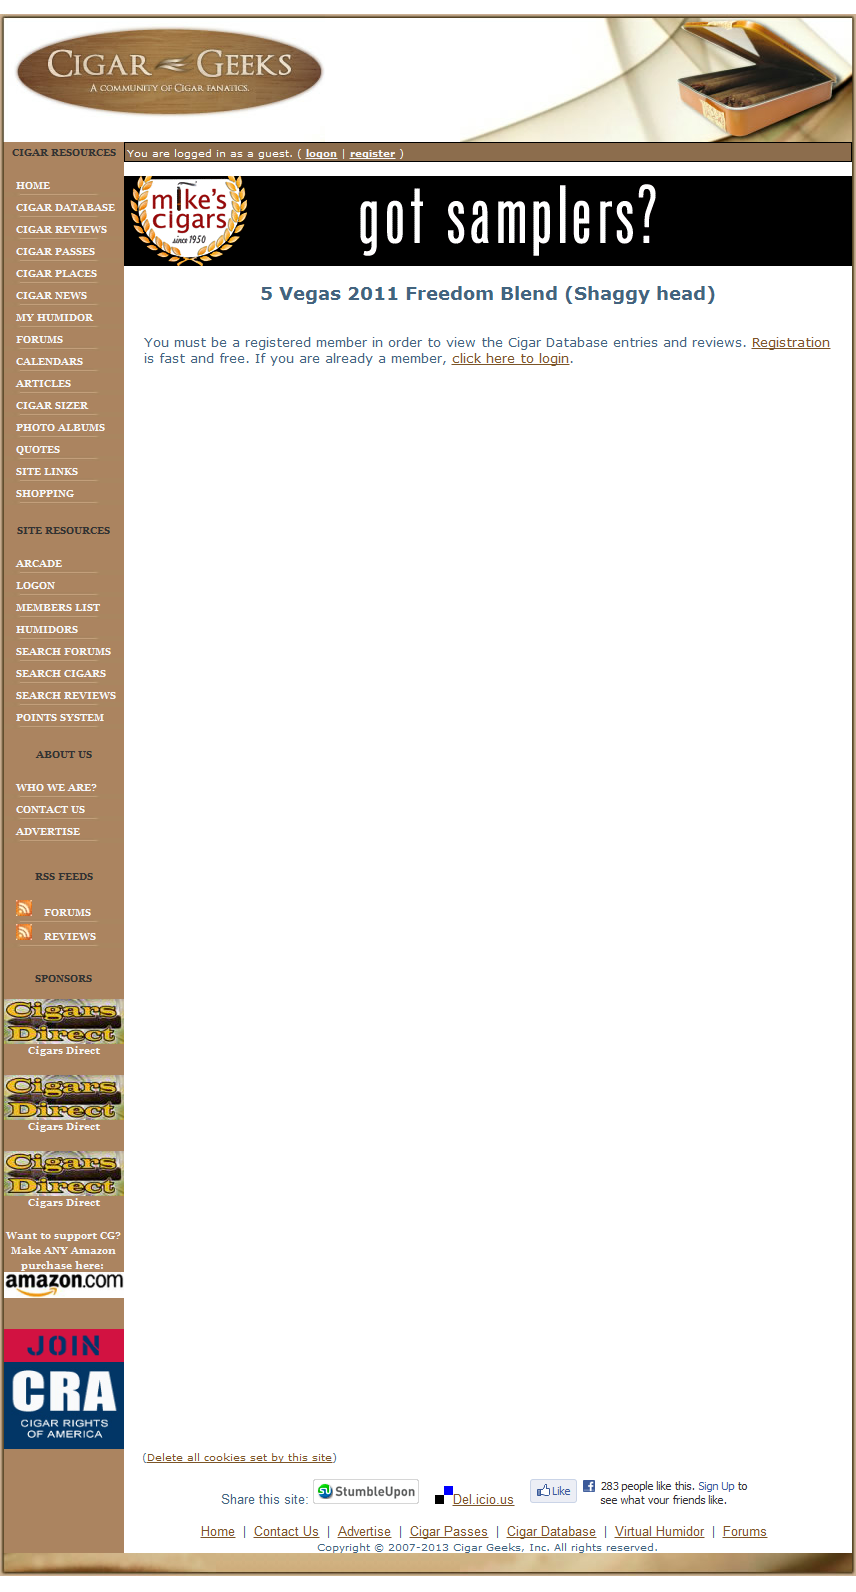 CIGAR GEEKS
A COMMUNITY OF CIGAR FANATICS.
CIGAR RESOURCES
You are logged in as a guest. ( logon | register )
HOME
CIGAR DATABASE
CIGAR REVIEWS
CIGAR PASSES
CIGAR PLACES
CIGAR NEWS
MY HUMIDOR
FORUMS
CALENDARS
ARTICLES
CIGAR SIZER
PHOTO ALBUMS
QUOTES
SITE LINKS
SHOPPING
SITE RESOURCES
ARCADE
LOGON
MEMBERS LIST
HUMIDORS
SEARCH FORUMS
SEARCH CIGARS
SEARCH REVIEWS
POINTS SYSTEM
ABOUT US
WHO WE ARE?
CONTACT US
ADVERTISE
RSS FEEDS
FORUMS
REVIEWS
SPONSORS
Cigars
Direct
Cigars Direct
Cigars
Direct
Cigars Direct
Cigars
Direct
Cigars Direct
Want to support CG?
Make ANY Amazon
purchase here:
amazon.com
JOIN
CRA
CIGAR RIGHTS
OF AMERICA
mike's
cigars
since 1950
got samplers?
5 Vegas 2011 Freedom Blend (Shaggy head)
You must be a registered member in order to view the Cigar Database entries and reviews. Registration
is fast and free. If you are already a member, click here to login.
(Delete all cookies set by this site)
Share this site: StumbleUpon Del.icio.us Like 283 people like this. Sign Up to
see what your friends like.
Home | Contact Us | Advertise | Cigar Passes | Cigar Database | Virtual Humidor | Forums
Copyright © 2007-2013 Cigar Geeks, Inc. All rights reserved.